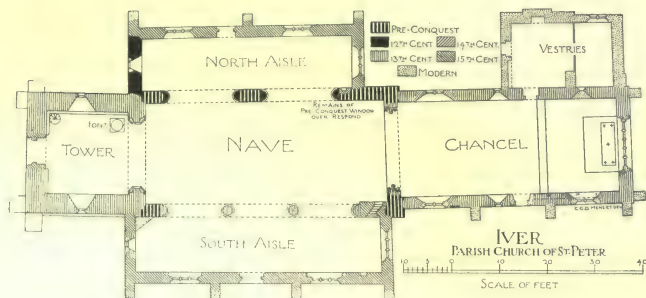 PRE-CONQUEST
12TH CENT. 14TH CENT.
13TH CENT. 15TH CENT.
MODERN
VESTRIES
NORTH AISLE
REMAINS OF
PRE-CONQUEST WINDOW
OVER RESPOND
FONT
TOWER
NAVE
CHANCEL
SOUTH AISLE
IVER
PARISH CHURCH OF ST. PETER
10 5 0 10 20 30 40
SCALE OF FEET